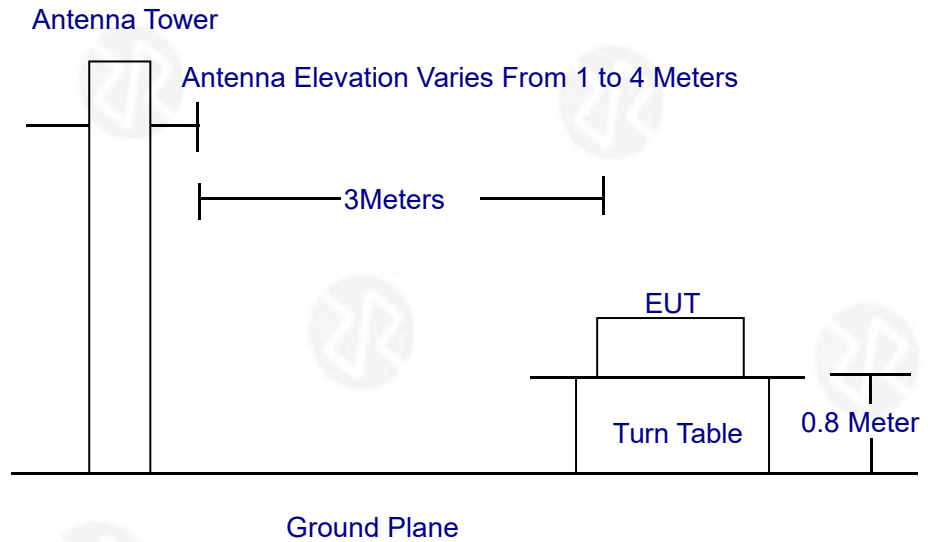 Antenna Tower
Antenna Elevation Varies From 1 to 4 Meters
3Meters
EUT
0.8 Meter
Turn Table
Ground Plane